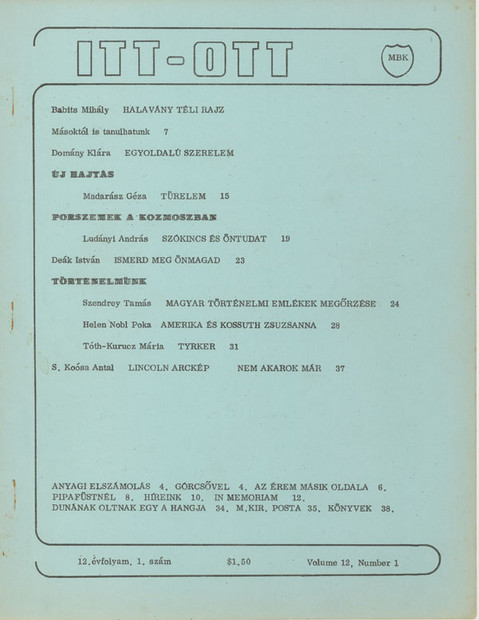 ITT-OTT
MBK
Babits Mihály HALAVÁNY TÉLI RAJZ
Másoktól is tanulhatunk 7
Domány Klára EGYOLDALÚ SZERELEM
ÚJ HAJTÁS
Madarász Géza TÜRELEM 15
PORSZEMEK A KOZMOSZBAN
Ludányi András SZÓKINCS ÉS ÖNTUDAT 19
Deák István ISMERD MEG ÖNMAGAD 23
TÖRTÉNELMÜNK
Szendrey Tamás MAGYAR TÖRTÉNELMI EMLÉKEK MEGŐRZÉSE 24
Helen Nobl Poka AMERIKA ÉS KOSSUTH ZSUZSANNA 28
Tóth-Kurucz Mária TYRKER 31
S. Koósa Antal LINCOLN ARCKÉP NEM AKAROK MÁR 37
ANYAGI ELSZÁMOLÁS 4. GÓRCSŐVEL 4. AZ ÉREM MÁSIK OLDALA 6.
PIPAFÜSTNÉL 8. HÍREINK 10. IN MEMORIAM 12.
DUNÁNAK OLTNAK EGY A HANGJA 34. M.KIR. POSTA 35. KÖNYVEK 38.
12.évfolyam. 1. szám $1.50 Volume 12, Number 1